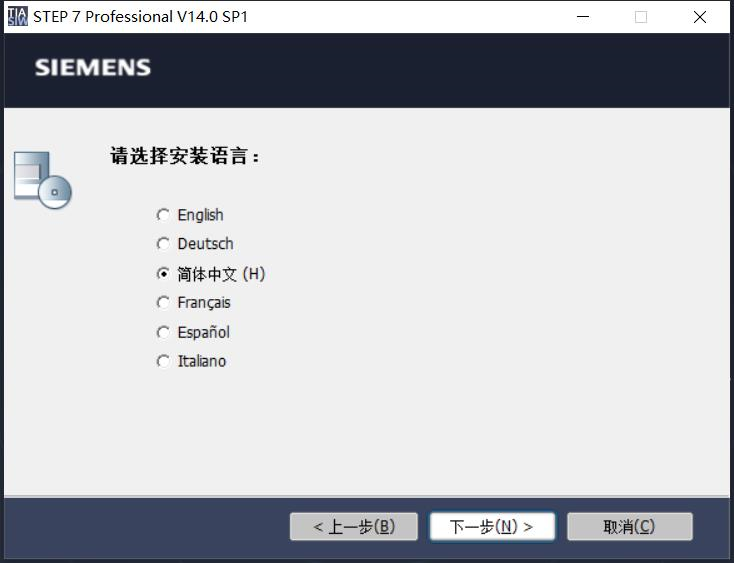 TIA
STEP 7 Professional V14.0 SP1
SIEMENS
请选择安装语言：
English
Deutsch
简体中文 (H)
Français
Español
Italiano
< 上一步(B)
下一步(N) >
取消(C)